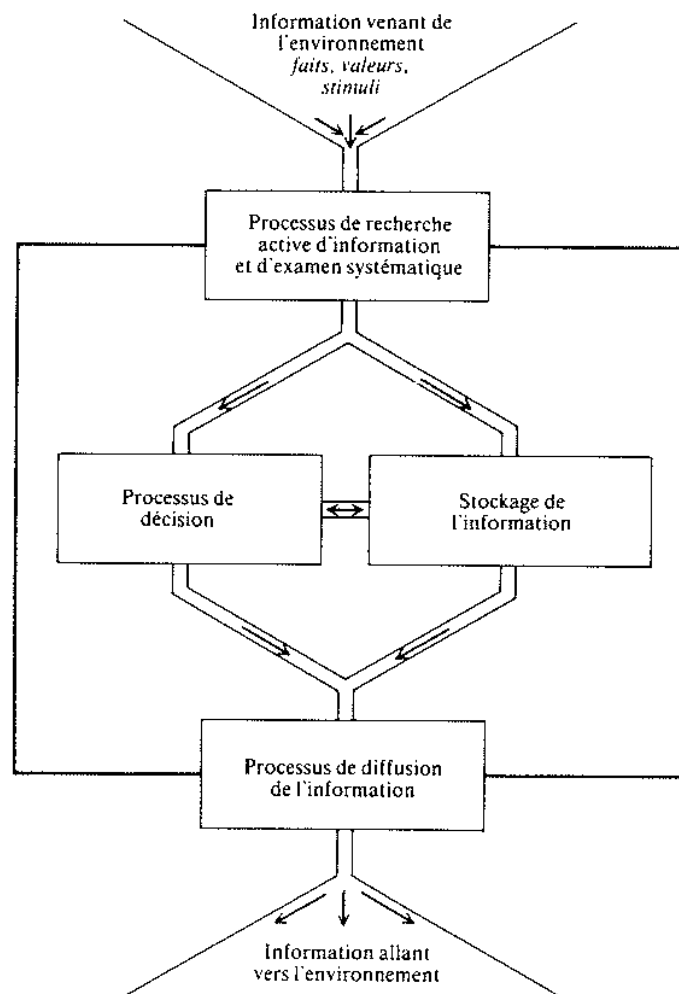 Information venant de
l'environnement
faits, valeurs,
stimuli
Processus de recherche
active d'information
et d'examen systématique
Processus de
décision
Stockage de
l'information
Processus de diffusion
de l'information
Information allant
vers l'environnement